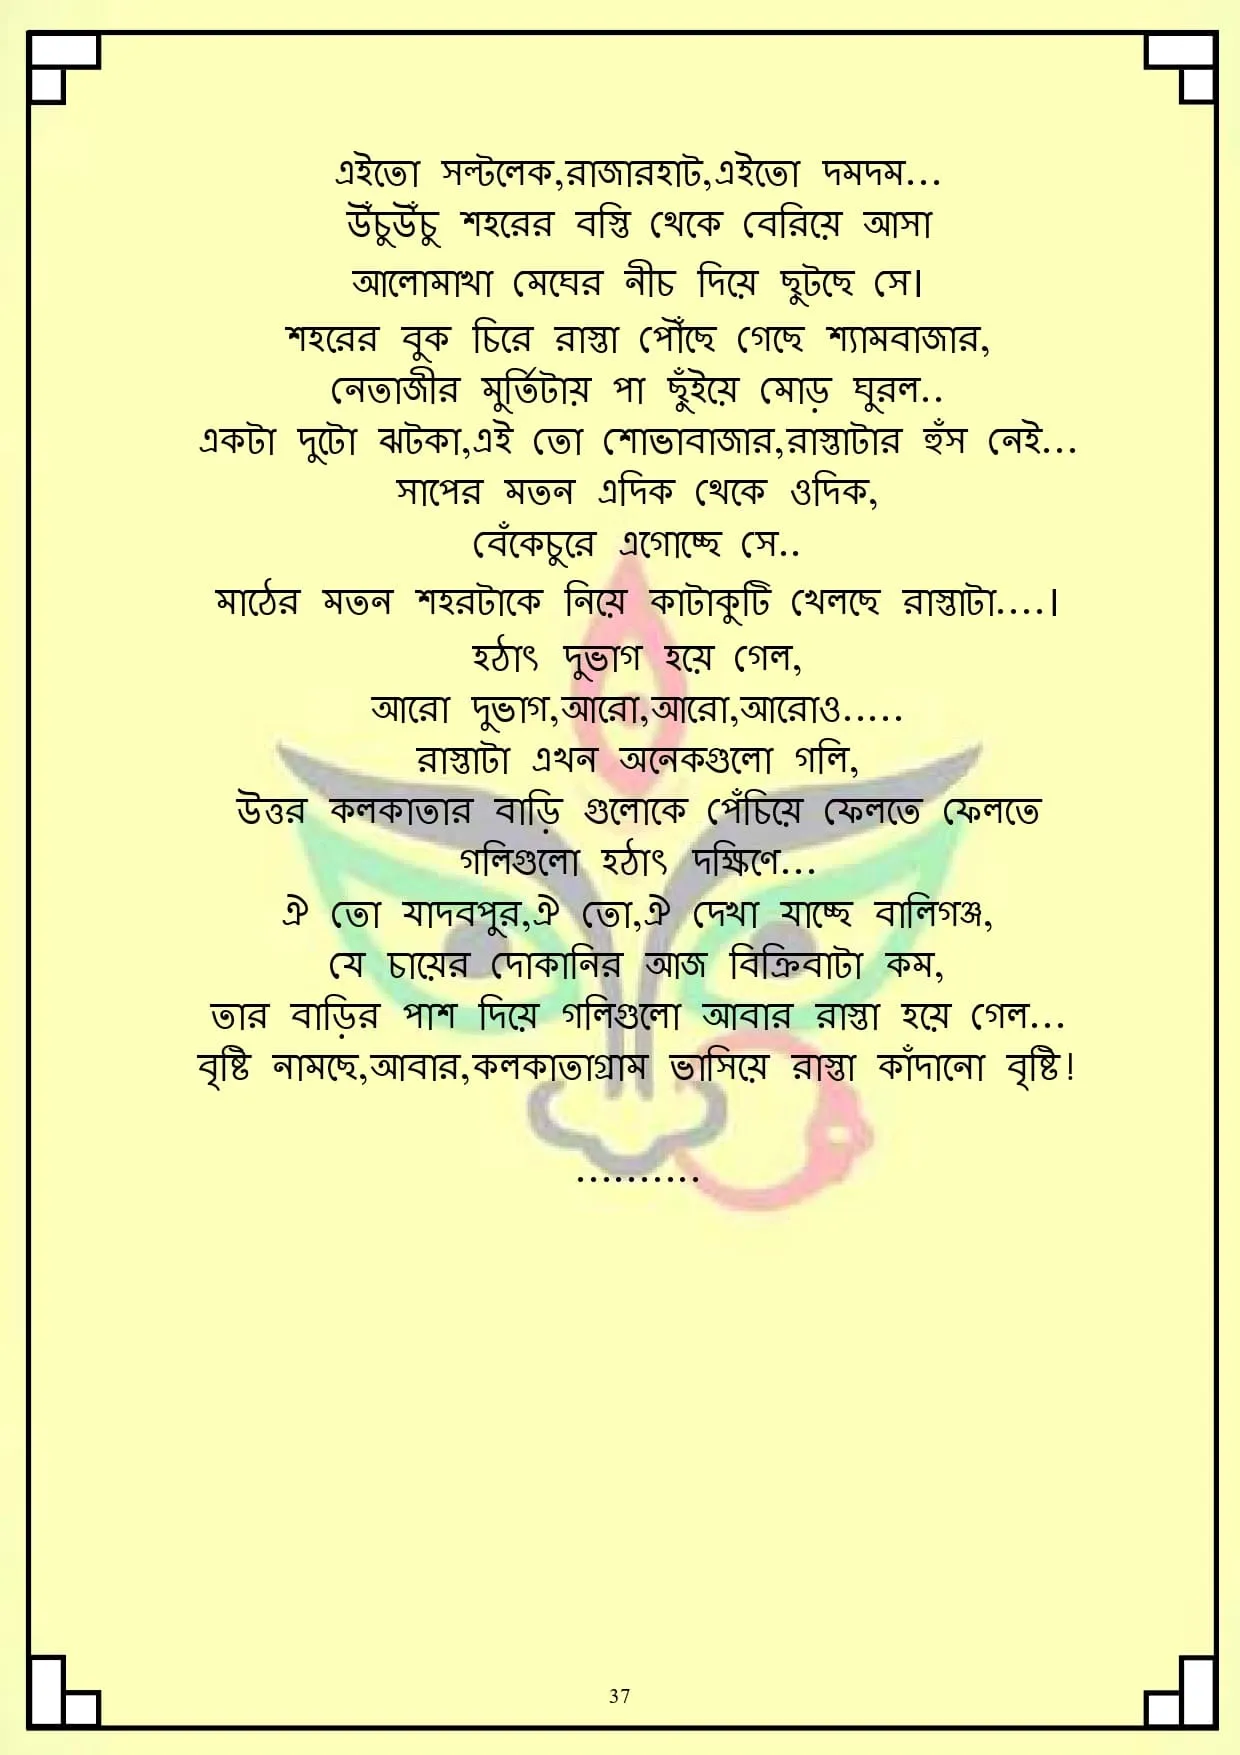 এইতো সল্টলেক,রাজারহাট,এইতো দমদম...
উঁচুউঁচু শহরের বস্তি থেকে বেরিয়ে আসা
আলোমাখা মেঘের নীচ দিয়ে ছুটছে সে।
শহরের বুক চিরে রাস্তা পৌঁছে গেছে শ্যামবাজার,
নেতাজীর মুর্তিটায় পা ছুঁইয়ে মোড় ঘুরল..
একটা দুটো ঝটকা,এই তো শোভাবাজার,রাস্তাটার হুঁস নেই...
সাপের মতন এদিক থেকে ওদিক,
বেঁকেচুরে এগোচ্ছে সে..
মাঠের মতন শহরটাকে নিয়ে কাটাকুটি খেলছে রাস্তাটা....।
হঠাৎ দুভাগ হয়ে গেল,
আরো দুভাগ,আরো,আরো,আরোও.....
রাস্তাটা এখন অনেকগুলো গলি,
উত্তর কলকাতার বাড়ি গুলোকে পেঁচিয়ে ফেলতে ফেলতে
গলিগুলো হঠাৎ দক্ষিণে...
ঐ তো যাদবপুর,ঐ তো,ঐ দেখা যাচ্ছে বালিগঞ্জ,
যে চায়ের দোকানির আজ বিক্রিবাটা কম,
তার বাড়ির পাশ দিয়ে গলিগুলো আবার রাস্তা হয়ে গেল...
বৃষ্টি নামছে,আবার,কলকাতাগ্রাম ভাসিয়ে রাস্তা কাঁদানো বৃষ্টি!
..........
37